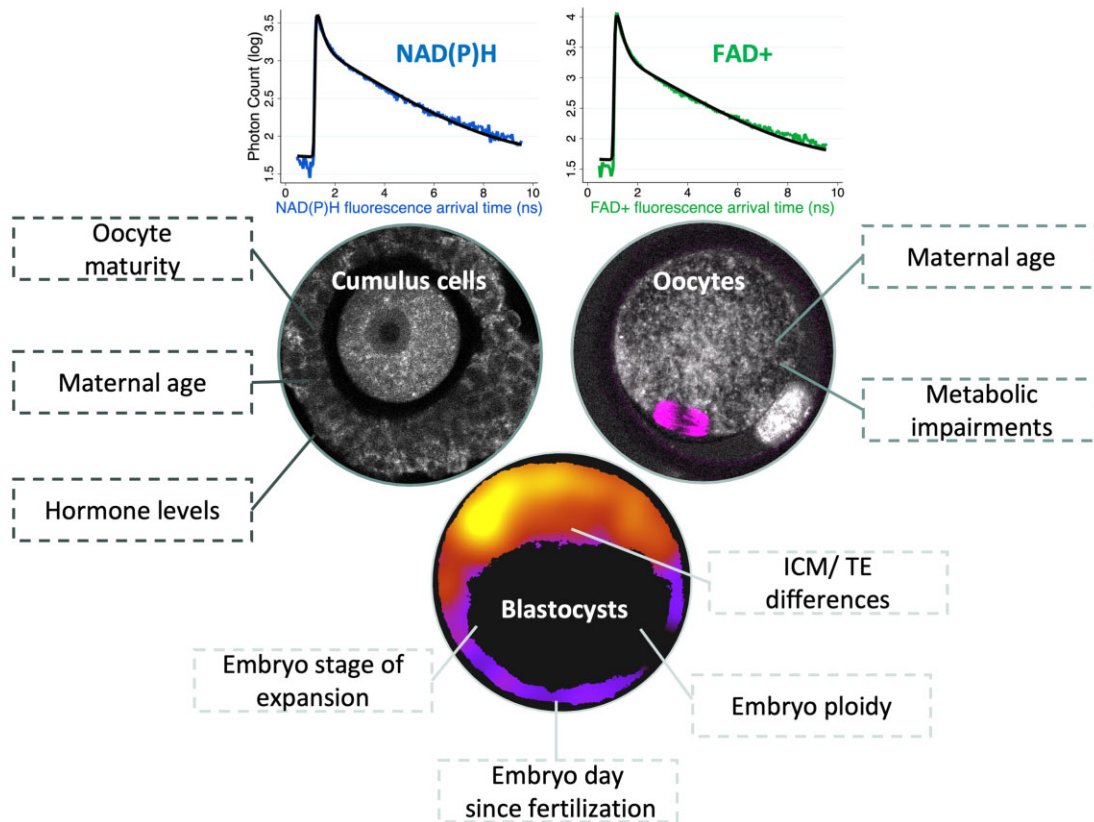 NAD(P)H
Photon Count (log)
3.5
3
2.5
2
1.5
0 2 4 6 8 10
NAD(P)H fluorescence arrival time (ns)
FAD+
4
3.5
3
2.5
2
1.5
0 2 4 6 8 10
FAD+ fluorescence arrival time (ns)
Oocyte
maturity
Maternal age
Hormone levels
Cumulus cells
Oocytes
Maternal age
Metabolic
impairments
Blastocysts
ICM/ TE
differences
Embryo stage of
expansion
Embryo ploidy
Embryo day
since fertilization